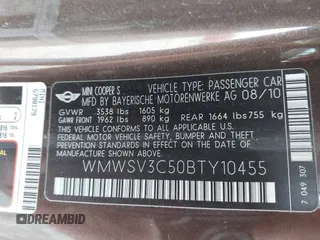 MINI COOPER S
VEHICLE TYPE: PASSENGER CAR
MFD BY BAYERISCHE MOTORENWERKE AG 08/10
GVWR 3538 lbs 1605 kg
GAWR FRONT 1962 lbs 890 kg REAR 1664 lbs 755 kg
THIS VEHICLE CONFORMS TO ALL APPLICABLE
FEDERAL MOTOR VEHICLE SAFETY, BUMPER, AND
THEFT PREVENTION STANDARDS IN EFFECT ON THE
DATE OF MANUFACTURE SHOWN ABOVE.
WMWSV3C50BTY10455
7 049 307
MINI
6798179
© DREAMBID .COM